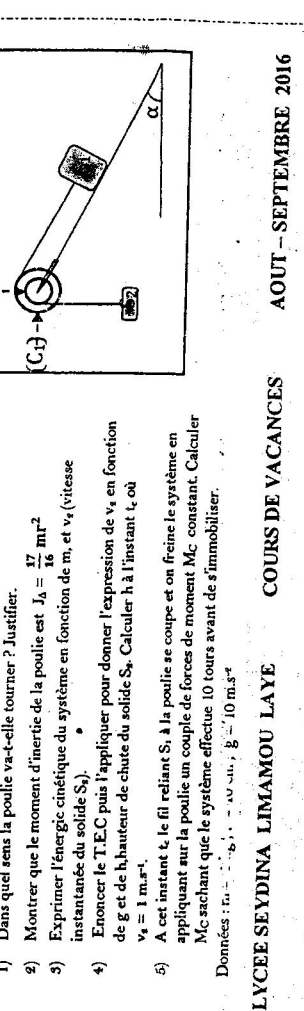 1) Dans quel sens la poulie va-t-elle tourner ? Justifier.
2) Montrer que le moment d'inertie de la poulie est J_Δ = 17/16 mr²
3) Exprimer l'énergie cinétique du système en fonction de m, et v₂ (vitesse
instantanée du solide S₂).
4) Enoncer le T.E.C puis l'appliquer pour donner l'expression de v₂ en fonction
de g et de h,hauteur de chute du solide S₂. Calculer h à l'instant t, où
v₂ = 1 m.s⁻¹.
5) A cet instant t, le fil reliant S₁ à la poulie se coupe et on freine le système en
appliquant sur la poulie un couple de forces de moment Mc constant. Calculer
Mc sachant que le système effectue 10 tours avant de s'immobiliser.
Données : g = 10 m.s⁻²
(C₁)
α
LYCEE SEYDINA LIMAMOU LAYE COURS DE VACANCES AOUT – SEPTEMBRE 2016